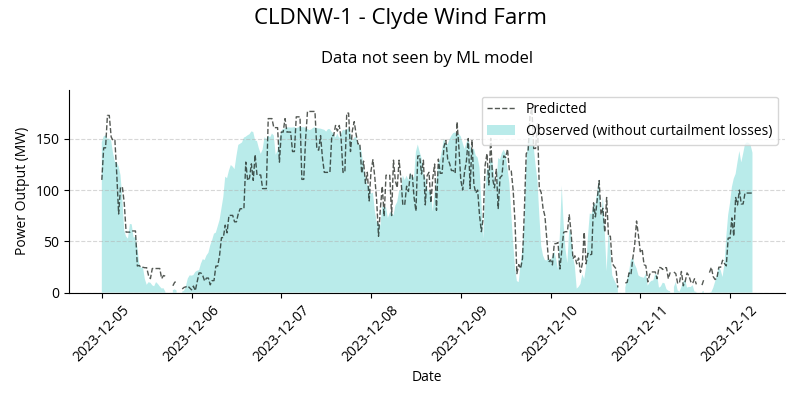 CLDNW-1 - Clyde Wind Farm
Data not seen by ML model
Predicted
Observed (without curtailment losses)
Power Output (MW)
150
100
50
0
2023-12-05
2023-12-06
2023-12-07
2023-12-08
2023-12-09
2023-12-10
2023-12-11
2023-12-12
Date